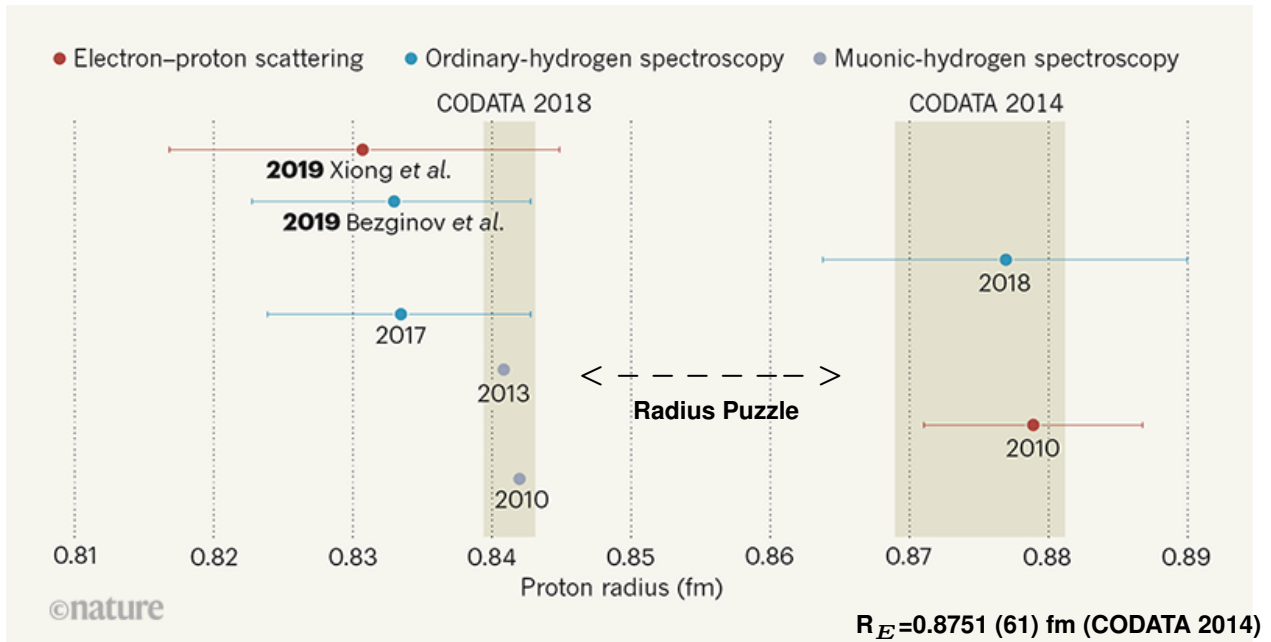 Electron–proton scattering Ordinary-hydrogen spectroscopy Muonic-hydrogen spectroscopy
CODATA 2018 CODATA 2014
2019 Xiong et al.
2019 Bezginov et al.
2018
2017
2013
Radius Puzzle
2010
2010
0.81 0.82 0.83 0.84 0.85 0.86 0.87 0.88 0.89
Proton radius (fm)
©nature
R_E=0.8751 (61) fm (CODATA 2014)